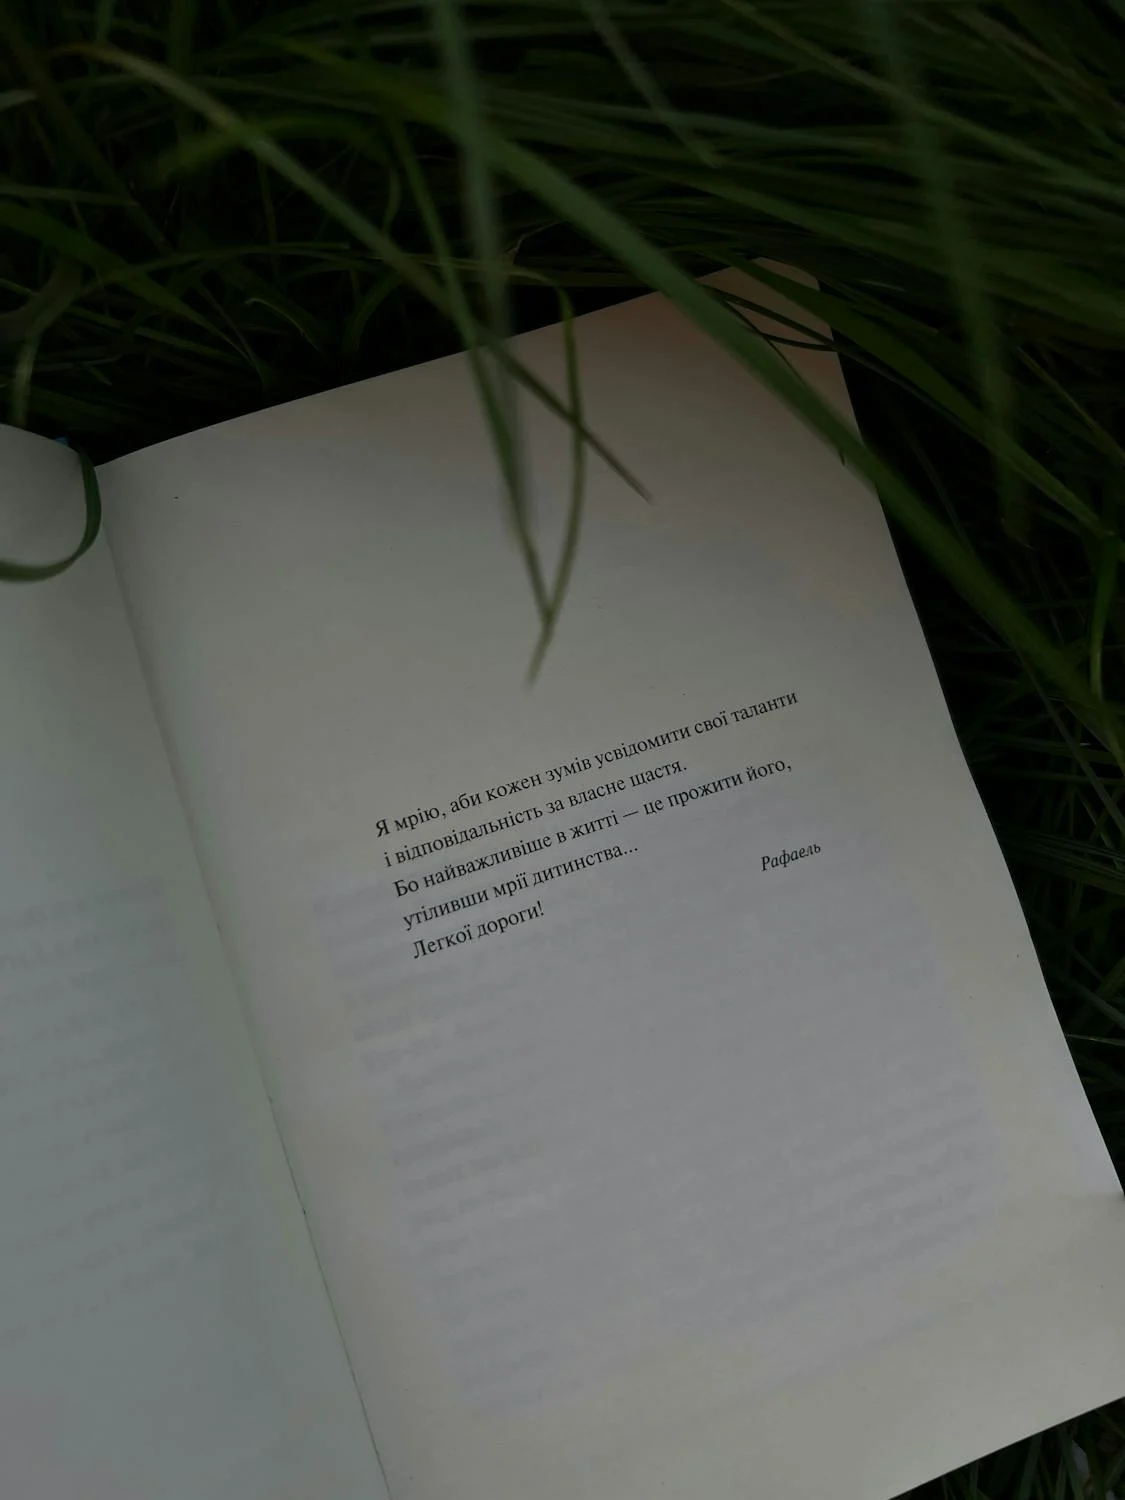 Я мрію, аби кожен зумів усвідомити свої таланти
і відповідальність за власне щастя.
Бо найважливіше в житті — це прожити його,
утіливши мрії дитинства...
Легкої дороги!
Рафаель